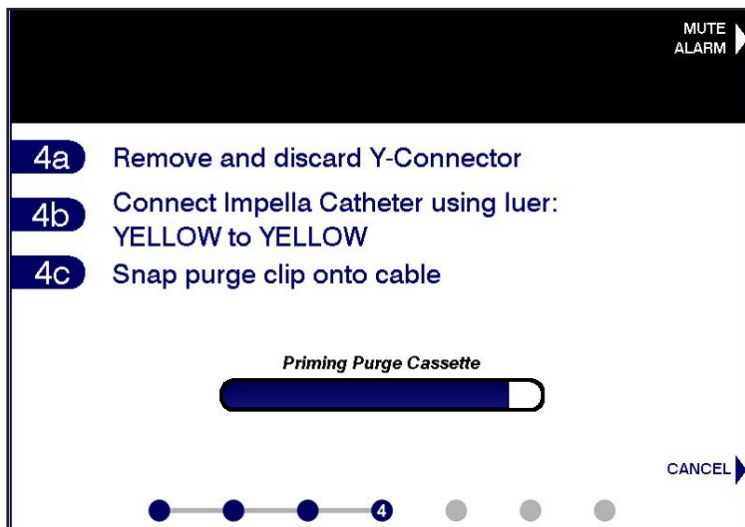 MUTE
ALARM
4a Remove and discard Y-Connector
4b Connect Impella Catheter using luer:
YELLOW to YELLOW
4c Snap purge clip onto cable
Priming Purge Cassette
CANCEL
4